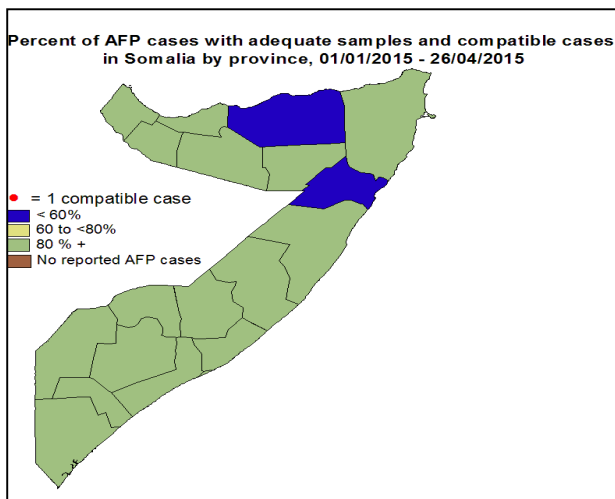 Percent of AFP cases with adequate samples and compatible cases
in Somalia by province, 01/01/2015 - 26/04/2015
= 1 compatible case
< 60%
60 to <80%
80 % +
No reported AFP cases